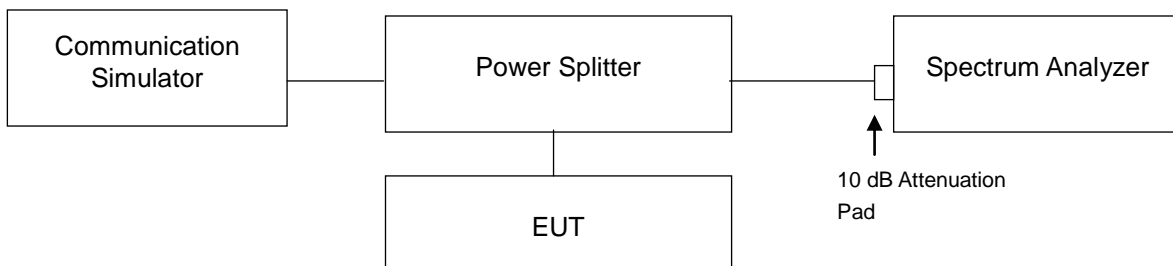 Communication
Simulator
Power Splitter
Spectrum Analyzer
10 dB Attenuation
Pad
EUT